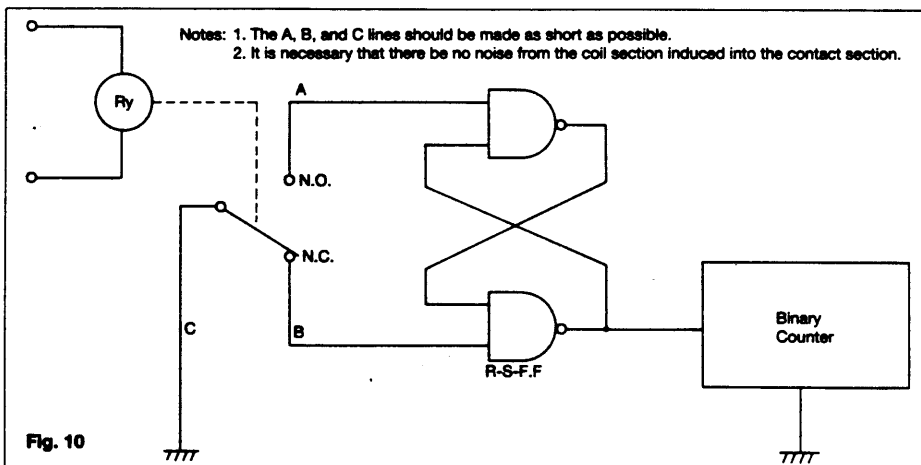 Notes: 1. The A, B, and C lines should be made as short as possible.
2. It is necessary that there be no noise from the coil section induced into the contact section.
Ry
A
N.O.
N.C.
C
B
R-S-F.F
Binary
Counter
Fig. 10